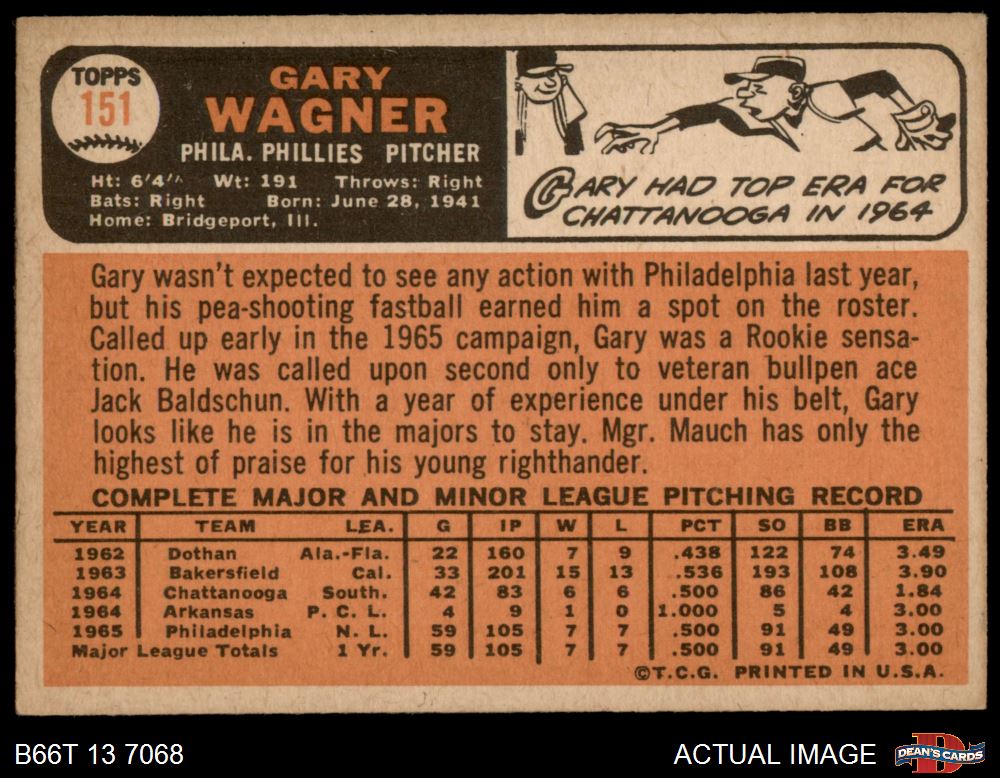 TOPPS
151
GARY
WAGNER
PHILA. PHILLIES PITCHER
Ht: 6'4" Wt: 191 Throws: Right
Bats: Right Born: June 28, 1941
Home: Bridgeport, Ill.
GARY HAD TOP ERA FOR
CHATTANOOGA IN 1964
Gary wasn't expected to see any action with Philadelphia last year,
but his pea-shooting fastball earned him a spot on the roster.
Called up early in the 1965 campaign, Gary was a Rookie sensa-
tion. He was called upon second only to veteran bullpen ace
Jack Baldschun. With a year of experience under his belt, Gary
looks like he is in the majors to stay. Mgr. Mauch has only the
highest of praise for his young righthander.
COMPLETE MAJOR AND MINOR LEAGUE PITCHING RECORD
YEAR TEAM LEA. G IP W L PCT SO BB ERA
1962 Dothan Ala.-Fla. 22 160 7 9 .438 122 74 3.49
1963 Bakersfield Cal. 33 201 15 13 .536 193 108 3.90
1964 Chattanooga South. 42 83 6 6 .500 86 42 1.84
1964 Arkansas P. C. L. 4 9 1 0 1.000 5 4 3.00
1965 Philadelphia N. L. 59 105 7 7 .500 91 49 3.00
Major League Totals 1 Yr. 59 105 7 7 .500 91 49 3.00
©T.C.G. PRINTED IN U.S.A.
B66T 13 7068 ACTUAL IMAGE
DEAN'S CARDS